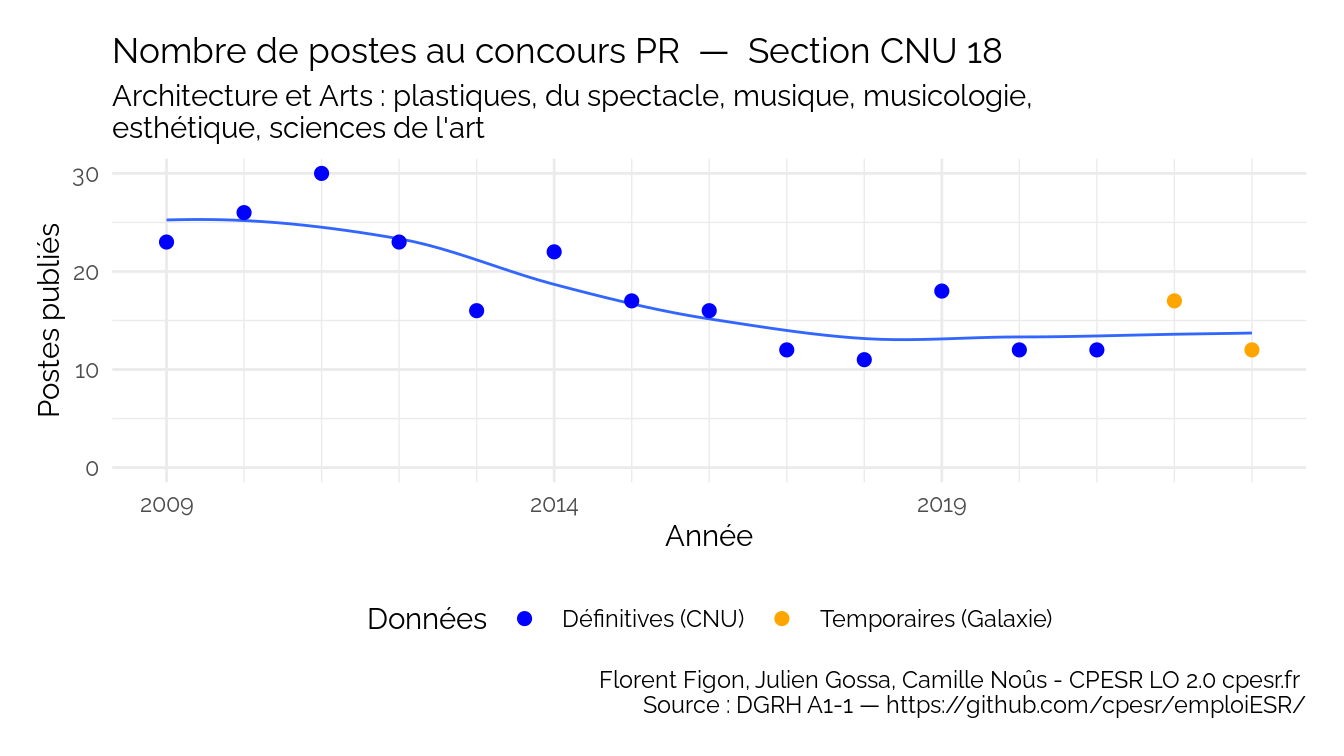 Nombre de postes au concours PR  —  Section CNU 18
Architecture et Arts : plastiques, du spectacle, musique, musicologie,
esthétique, sciences de l'art
Postes publiés
30
20
10
0
2009 2014 2019
Année
Données Définitives (CNU) Temporaires (Galaxie)
Florent Figon, Julien Gossa, Camille Noûs - CPESR LO 2.0 cpesr.fr
Source : DGRH A1-1 — https://github.com/cpesr/emploiESR/